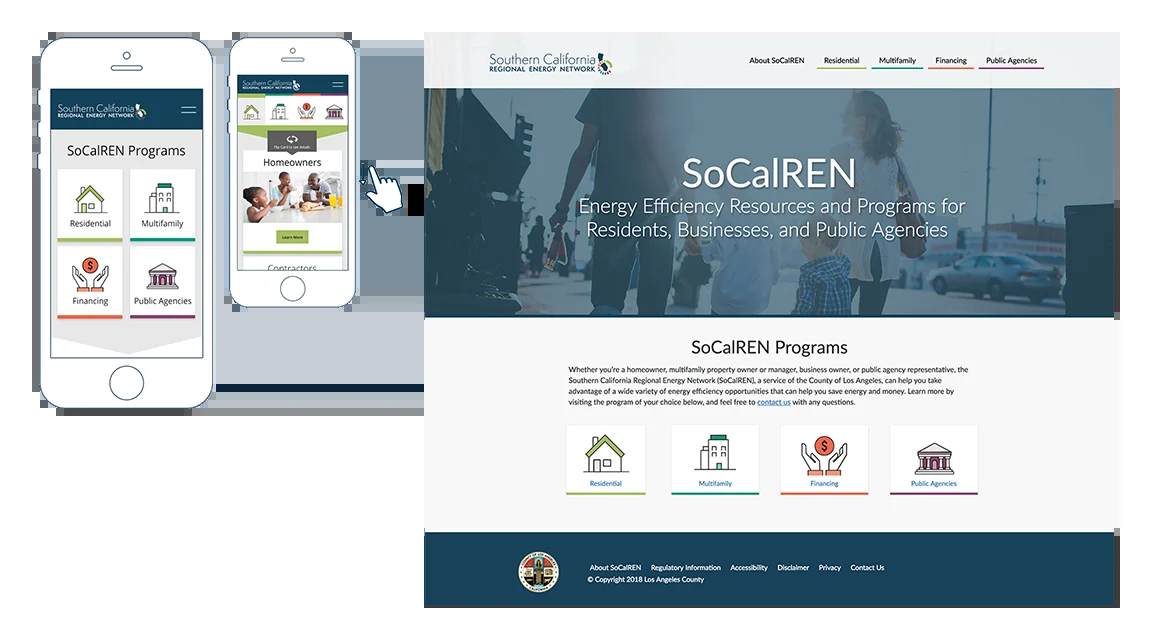 Southern California
REGIONAL ENERGY NETWORK
SoCalREN Programs
Residential
Multifamily
Financing
Public Agencies
Southern California
REGIONAL ENERGY NETWORK
Flip Card to see details
Homeowners
Learn More
Contractors
Southern California
REGIONAL ENERGY NETWORK
About SoCalREN
Residential
Multifamily
Financing
Public Agencies
SoCalREN
Energy Efficiency Resources and Programs for
Residents, Businesses, and Public Agencies
SoCalREN Programs
Whether you're a homeowner, multifamily property owner or manager, business owner, or public agency representative, the
Southern California Regional Energy Network (SoCalREN), a service of the County of Los Angeles, can help you take
advantage of a wide variety of energy efficiency opportunities that can help you save energy and money. Learn more by
visiting the program of your choice below, and feel free to contact us with any questions.
Residential
Multifamily
Financing
Public Agencies
About SoCalREN Regulatory Information Accessibility Disclaimer Privacy Contact Us
© Copyright 2018 Los Angeles County